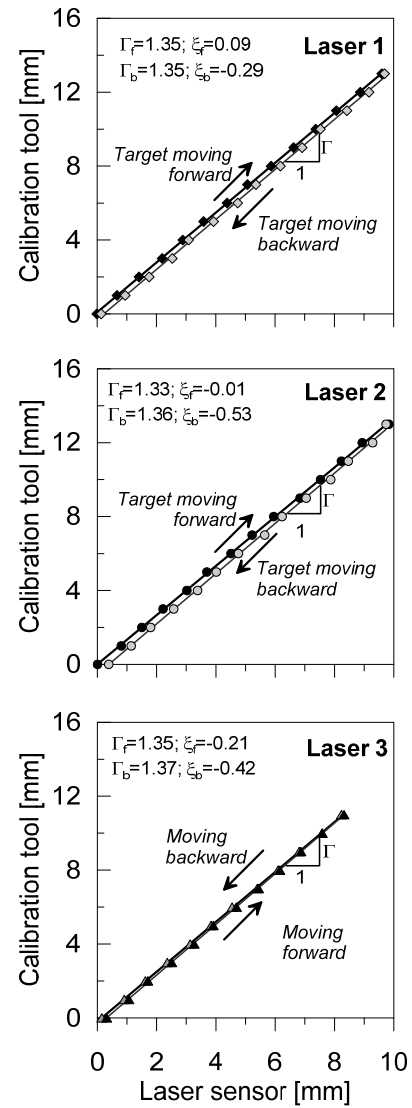 Γf=1.35; ξf=0.09
Γb=1.35; ξb=-0.29
Laser 1
Target moving
forward
Γ
1
Target moving
backward
Calibration tool [mm]
16
12
8
4
0
Γf=1.33; ξf=-0.01
Γb=1.36; ξb=-0.53
Laser 2
Target moving
forward
Γ
1
Target moving
backward
Calibration tool [mm]
16
12
8
4
0
Γf=1.35; ξf=-0.21
Γb=1.37; ξb=-0.42
Laser 3
Moving
backward
Γ
1
Moving
forward
Calibration tool [mm]
16
12
8
4
0
0 2 4 6 8 10
Laser sensor [mm]